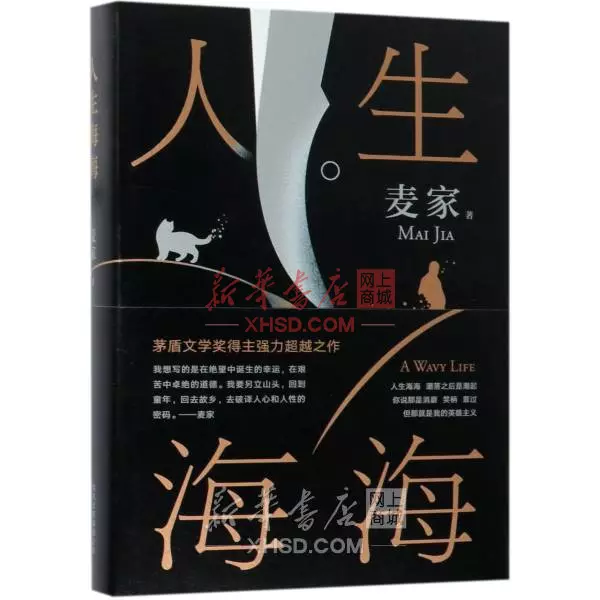 人生海海
麦家
人生
麦家 著
MAI JIA
新华书店 网上商城
XHSD.COM
茅盾文学奖得主强力超越之作
我想写的是在绝望中诞生的幸运，在艰
苦中卓绝的道德。我要另立山头，回到
童年，回去故乡，去破译人心和人性的
密码。——麦家
A WAVY LIFE
人生海海 潮落之后是潮起
你说那是消磨 笑柄 罪过
但那就是我的英雄主义
海海
新华书店 网上商城
XHSD.COM